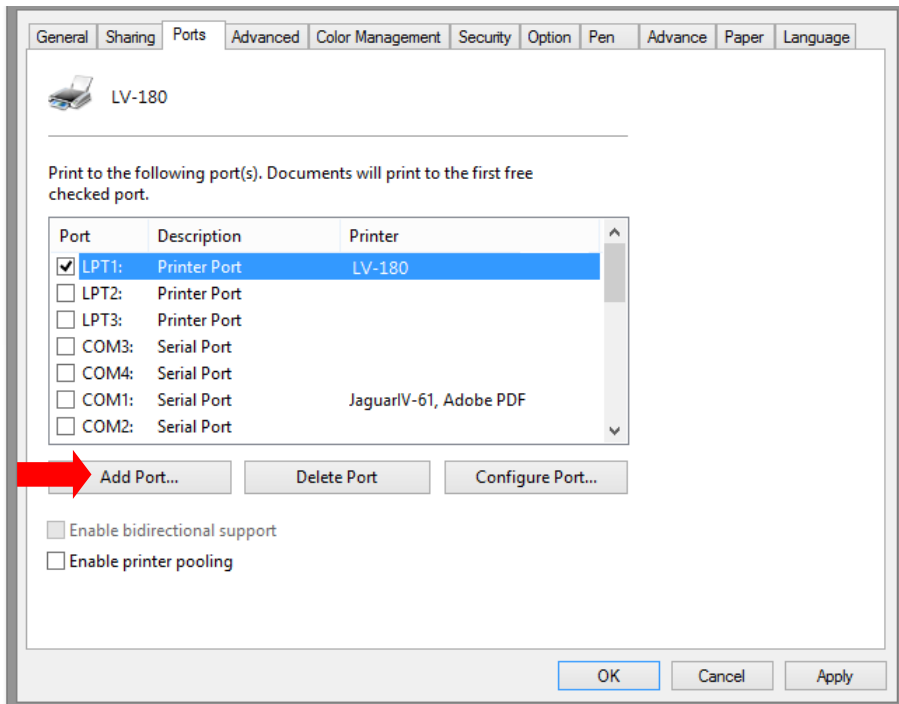 General Sharing Ports Advanced Color Management Security Option Pen Advance Paper Language
LV-180
Print to the following port(s). Documents will print to the first free
checked port.
Port Description Printer
LPT1: Printer Port LV-180
LPT2: Printer Port
LPT3: Printer Port
COM3: Serial Port
COM4: Serial Port
COM1: Serial Port JaguarIV-61, Adobe PDF
COM2: Serial Port
Add Port... Delete Port Configure Port...
Enable bidirectional support
Enable printer pooling
OK Cancel Apply